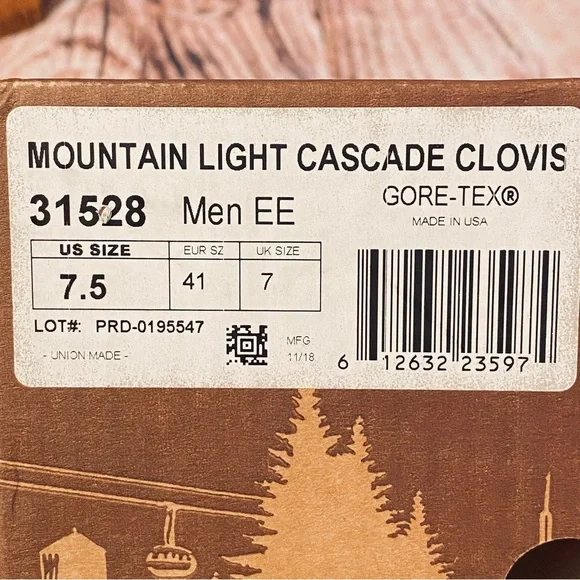 MOUNTAIN LIGHT CASCADE CLOVIS
31528 Men EE
GORE-TEX®
MADE IN USA
US SIZE EUR SZ UK SIZE
7.5 41 7
LOT#: PRD-0195547
- UNION MADE -
MFG
11/18
6 12632 23597